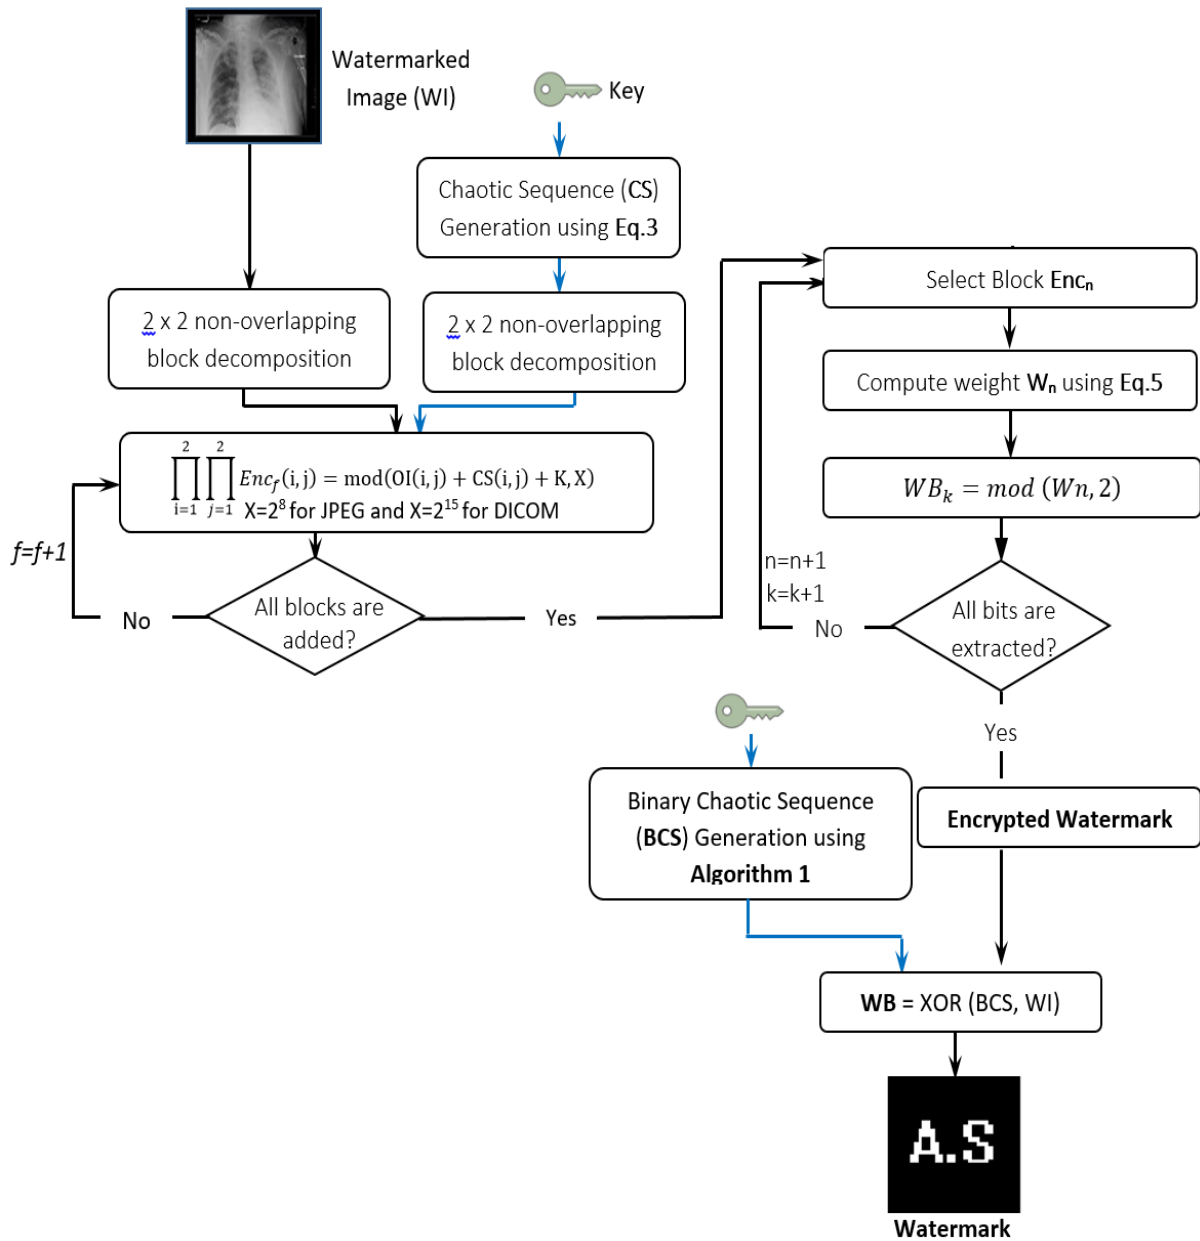 Watermarked
Image (WI)
Key
Chaotic Sequence (CS)
Generation using Eq.3
2 x 2 non-overlapping
block decomposition
2 x 2 non-overlapping
block decomposition
∏_{i=1}^{2} ∏_{j=1}^{2} Enc_f(i, j) = mod(OI(i, j) + CS(i, j) + K, X)
X=2⁸ for JPEG and X=2¹⁵ for DICOM
f=f+1
All blocks are
added?
No
Yes
Select Block Encₙ
Compute weight Wₙ using Eq.5
WBₖ = mod (Wn, 2)
n=n+1
k=k+1
All bits are
extracted?
No
Yes
Binary Chaotic Sequence
(BCS) Generation using
Algorithm 1
Encrypted Watermark
WB = XOR (BCS, WI)
A.S
Watermark